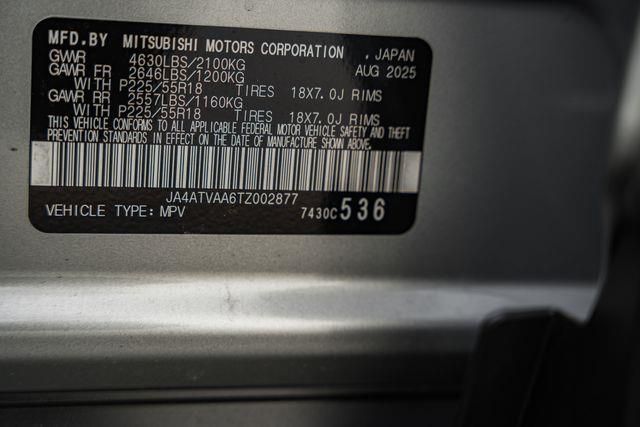 MFD.BY MITSUBISHI MOTORS CORPORATION , JAPAN
GVWR 4630LBS/2100KG AUG 2025
GAWR FR 2646LBS/1200KG
WITH P225/55R18 TIRES 18X7.0J RIMS
GAWR RR 2557LBS/1160KG
WITH P225/55R18 TIRES 18X7.0J RIMS
THIS VEHICLE CONFORMS TO ALL APPLICABLE FEDERAL MOTOR VEHICLE SAFETY AND THEFT
PREVENTION STANDARDS IN EFFECT ON THE DATE OF MANUFACTURE SHOWN ABOVE.
JA4ATVAA6TZ002877
VEHICLE TYPE: MPV 7430C536